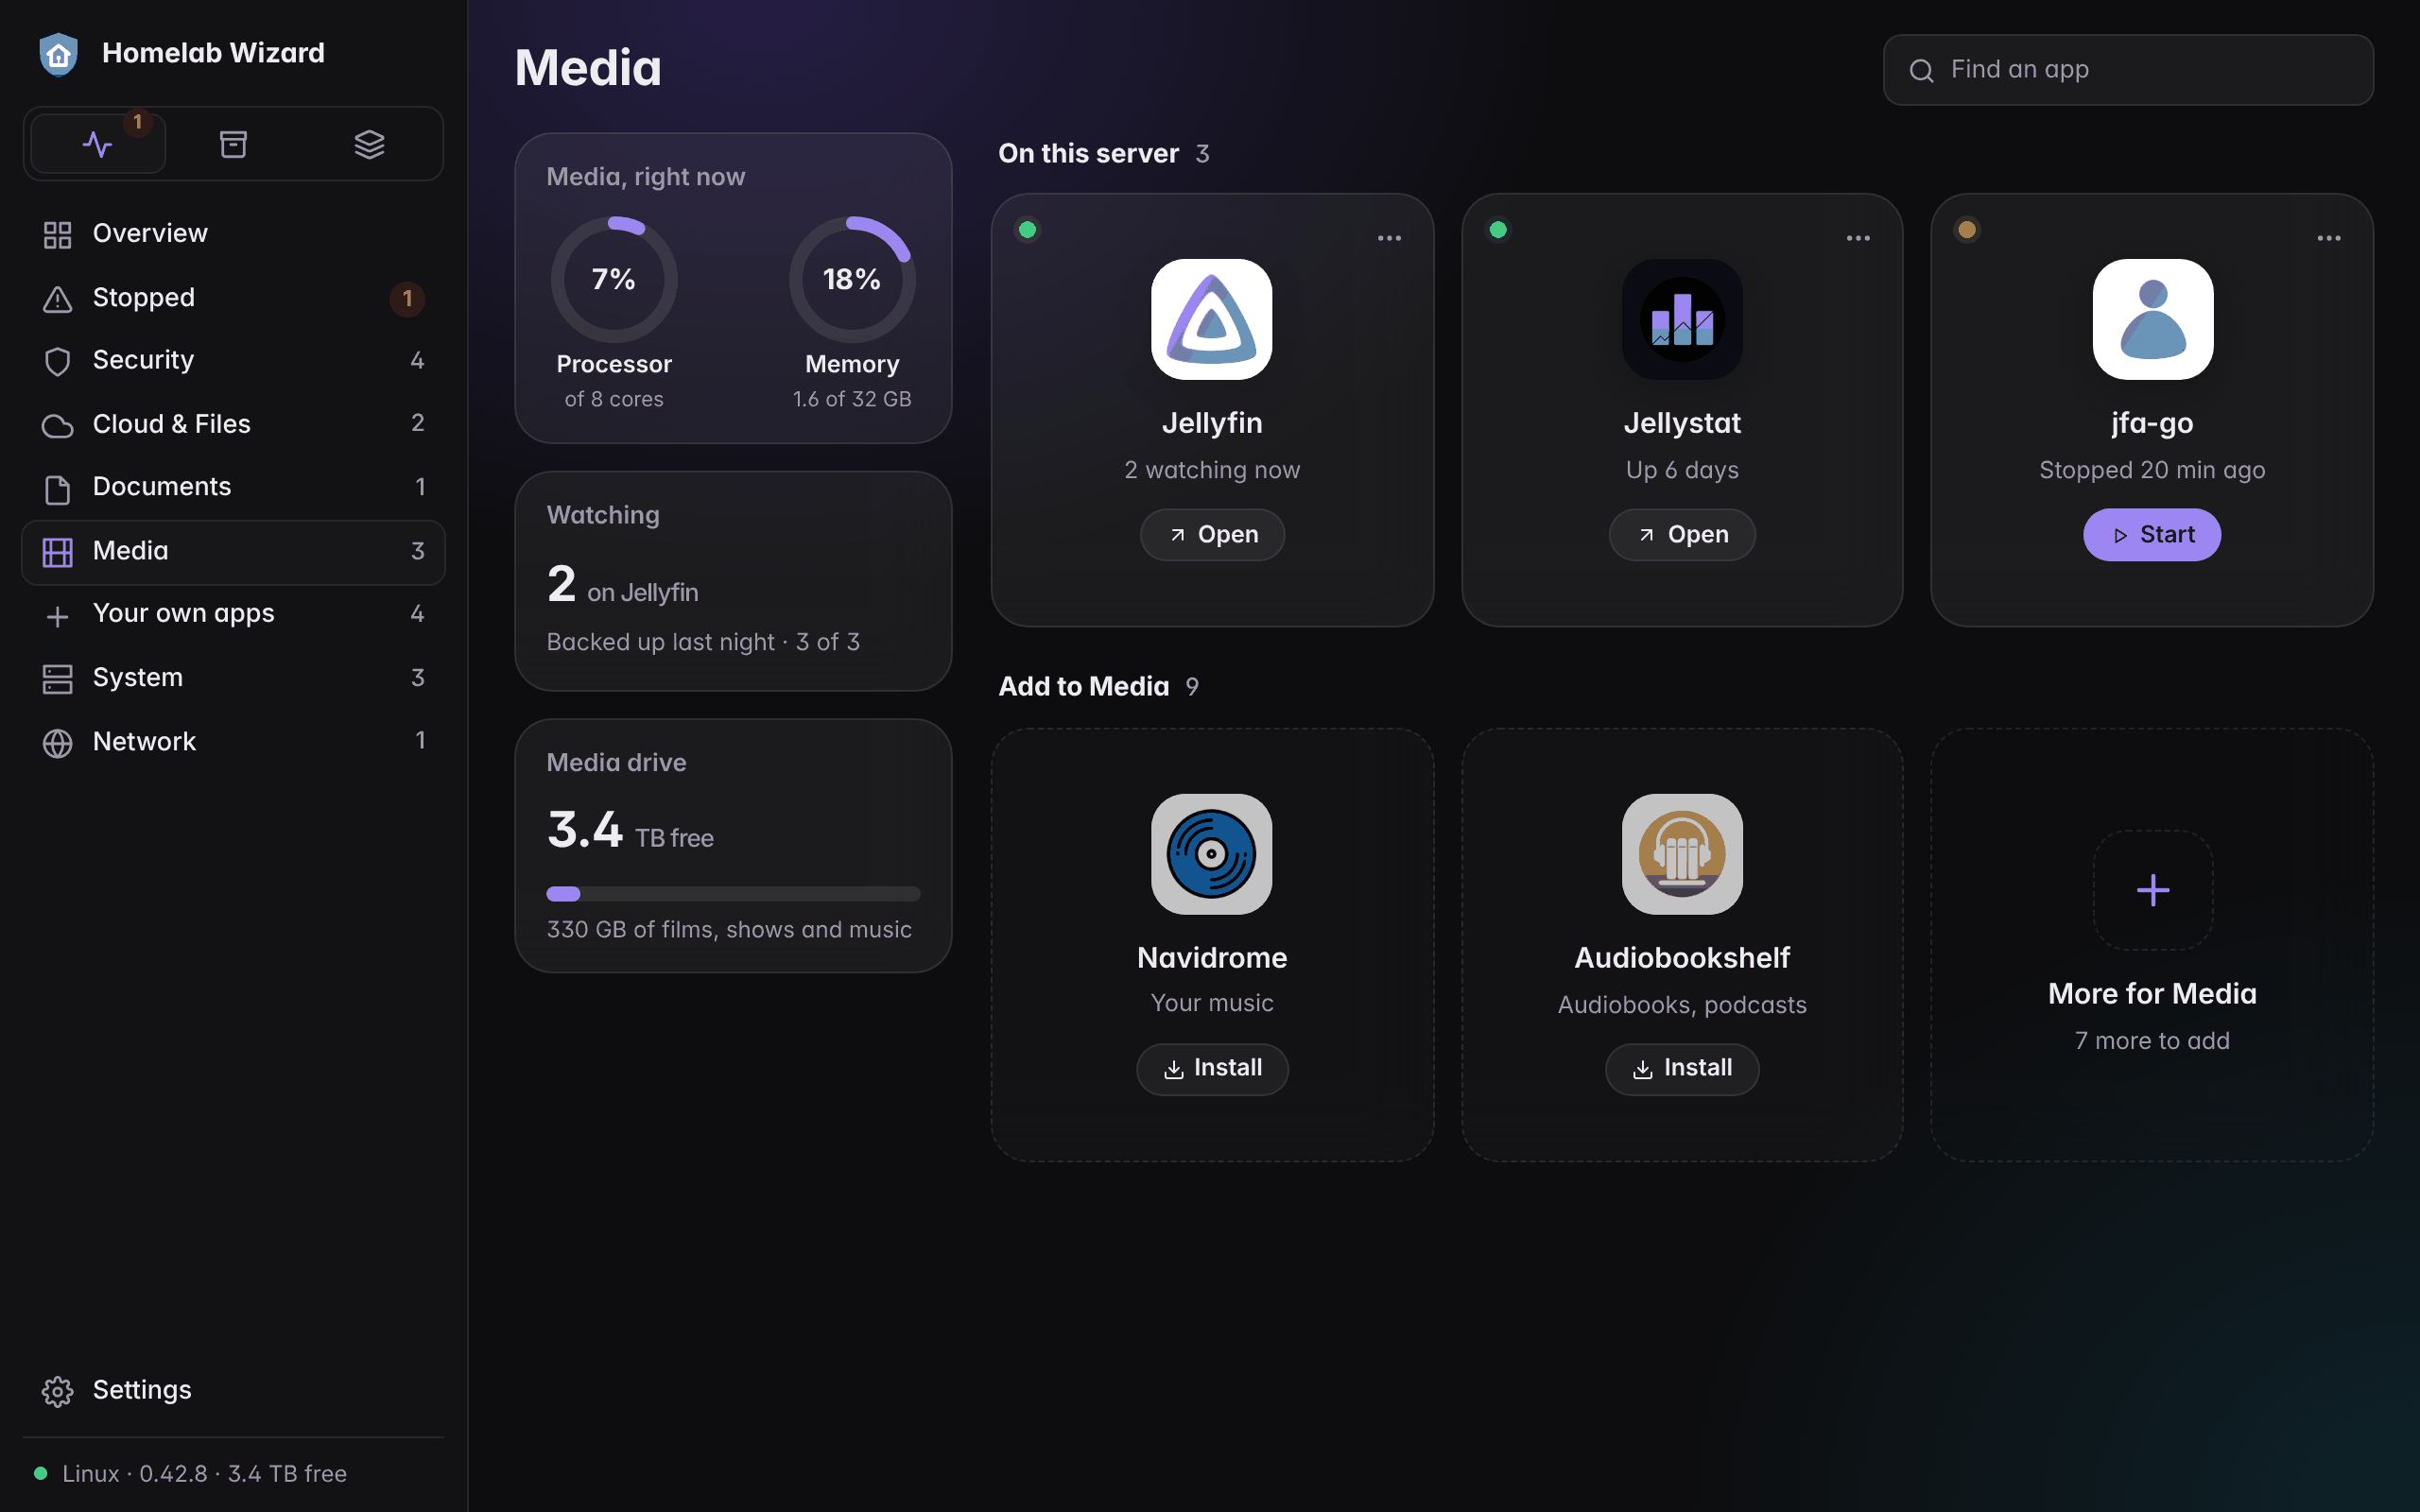 Homelab Wizard
1
Overview
Stopped 1
Security 4
Cloud & Files 2
Documents 1
Media 3
Your own apps 4
System 3
Network 1
Settings
Linux · 0.42.8 · 3.4 TB free
Media
Find an app
Media, right now
7% 18%
Processor Memory
of 8 cores 1.6 of 32 GB
Watching
2 on Jellyfin
Backed up last night · 3 of 3
Media drive
3.4 TB free
330 GB of films, shows and music
On this server 3
Jellyfin
2 watching now
Open
Jellystat
Up 6 days
Open
jfa-go
Stopped 20 min ago
Start
Add to Media 9
Navidrome
Your music
Install
Audiobookshelf
Audiobooks, podcasts
Install
More for Media
7 more to add